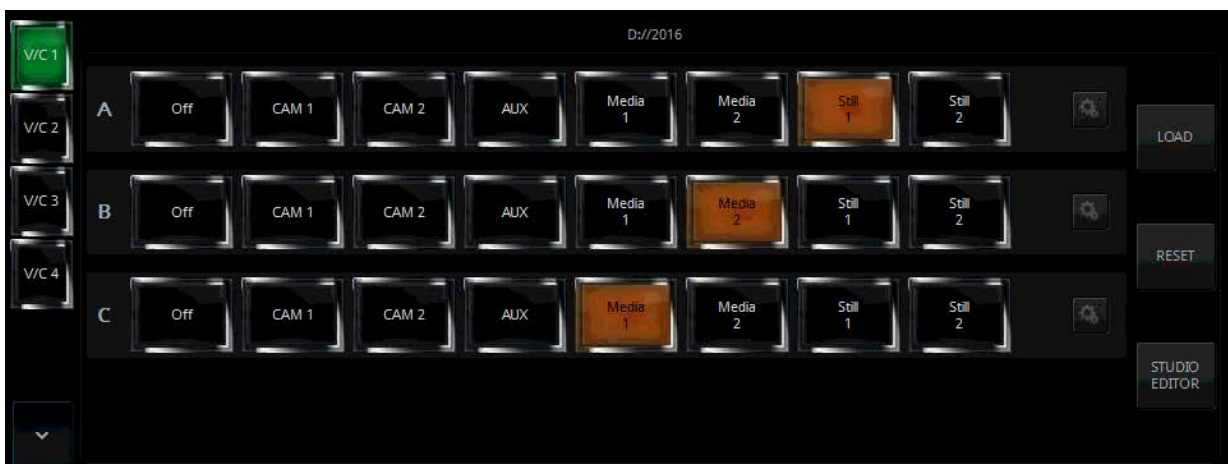 D://2016
V/C 1
V/C 2
V/C 3
V/C 4
A
Off
CAM 1
CAM 2
AUX
Media
1
Media
2
Still
1
Still
2
B
Off
CAM 1
CAM 2
AUX
Media
1
Media
2
Still
1
Still
2
C
Off
CAM 1
CAM 2
AUX
Media
1
Media
2
Still
1
Still
2
LOAD
RESET
STUDIO
EDITOR